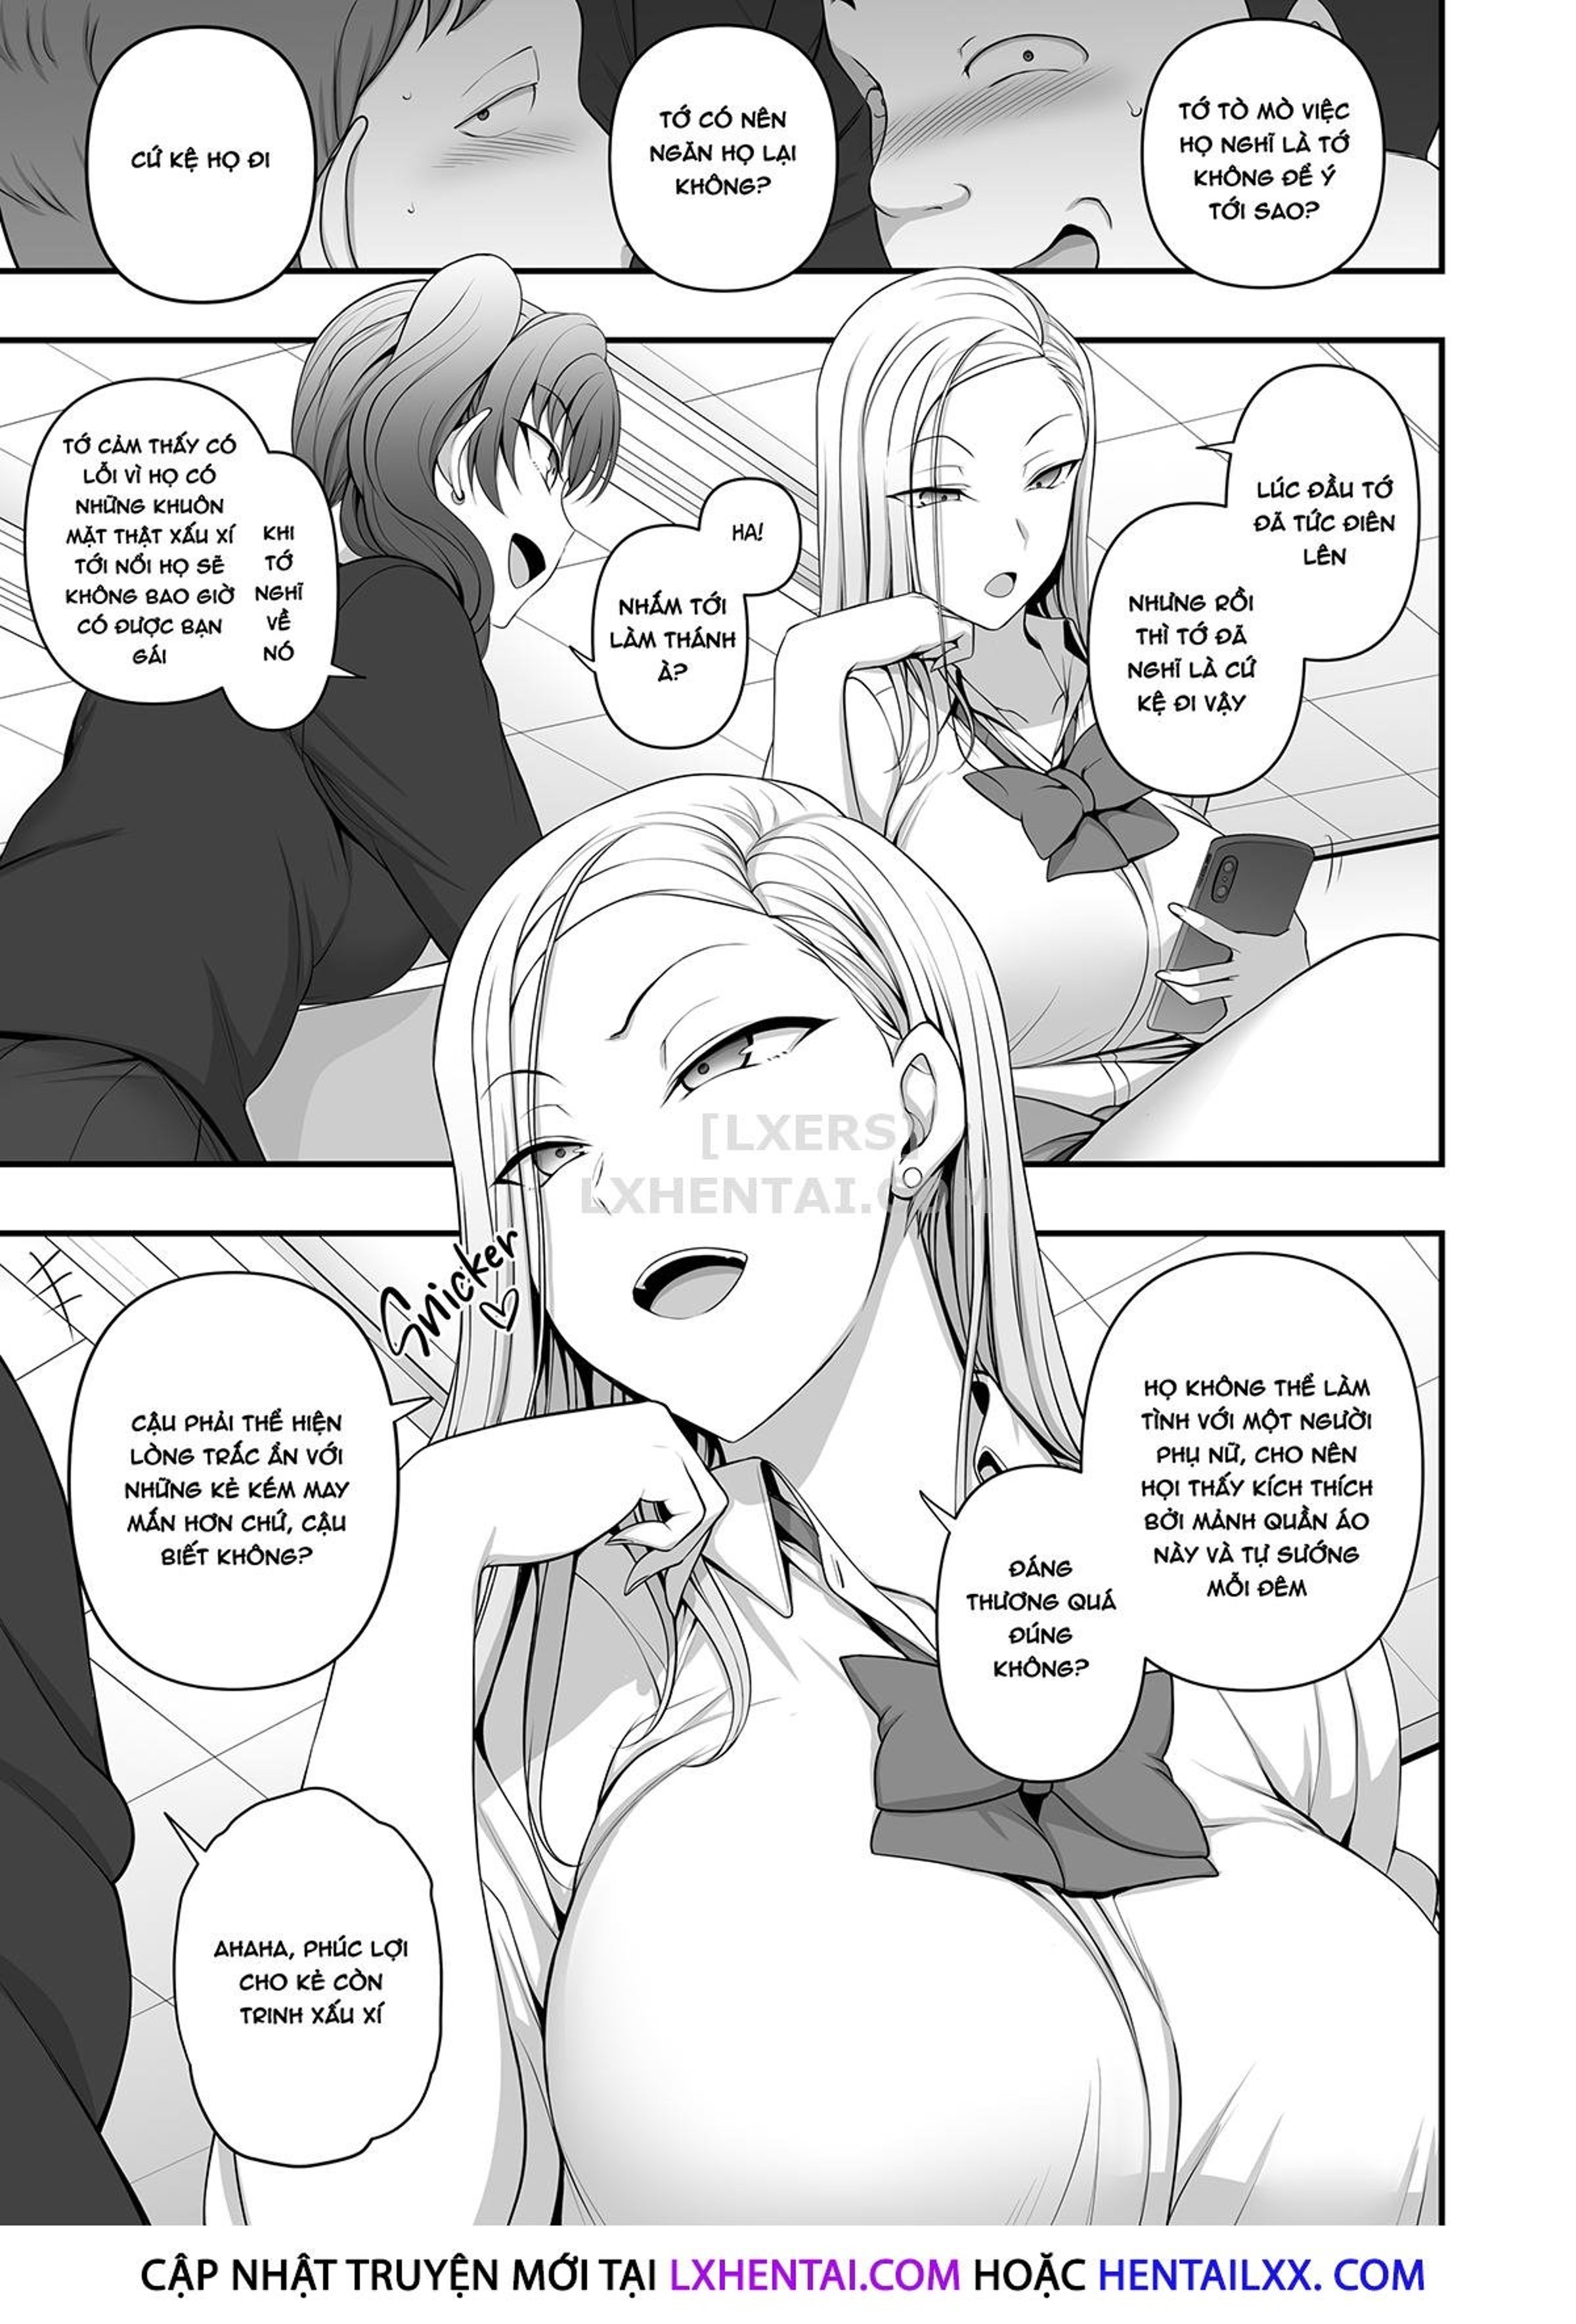 TỚ TÒ MÒ VIỆC
HỌ NGHĨ LÀ TỚ
KHÔNG ĐỂ Ý
TỚI SAO?
TỚ CÓ NÊN
NGĂN HỌ LẠI
KHÔNG?
CỨ KỆ HỌ ĐI
LÚC ĐẦU TỚ
ĐÃ TỨC ĐIÊN
LÊN
NHƯNG RỒI
THÌ TỚ ĐÃ
NGHĨ LÀ CỨ
KỆ ĐI VẬY
HA!
NHẮM TỚI
LÀM THÁNH
À?
KHI
TỚ
NGHĨ
VỀ
NÓ
TỚ CẢM THẤY CÓ
LỖI VÌ HỌ CÓ
NHỮNG KHUÔN
MẶT THẬT XẤU XÍ
TỚI NỔI HỌ SẼ
KHÔNG BAO GIỜ
CÓ ĐƯỢC BẠN
GÁI
[LXERS]
LXHENTAI.COM
HỌ KHÔNG THỂ LÀM
TÌNH VỚI MỘT NGƯỜI
PHỤ NỮ, CHO NÊN
HỌI THẤY KÍCH THÍCH
BỞI MẢNH QUẦN ÁO
NÀY VÀ TỰ SƯỚNG
MỖI ĐÊM
ĐÁNG
THƯƠNG QUÁ
ĐÚNG
KHÔNG?
Snicker
CẬU PHẢI THỂ HIỆN
LÒNG TRẮC ẨN VỚI
NHỮNG KẺ KÉM MAY
MẮN HƠN CHỨ, CẬU
BIẾT KHÔNG?
AHAHA, PHÚC LỢI
CHO KẺ CÒN
TRINH XẤU XÍ
CẬP NHẬT TRUYỆN MỚI TẠI LXHENTAI.COM HOẶC HENTAILXX. COM